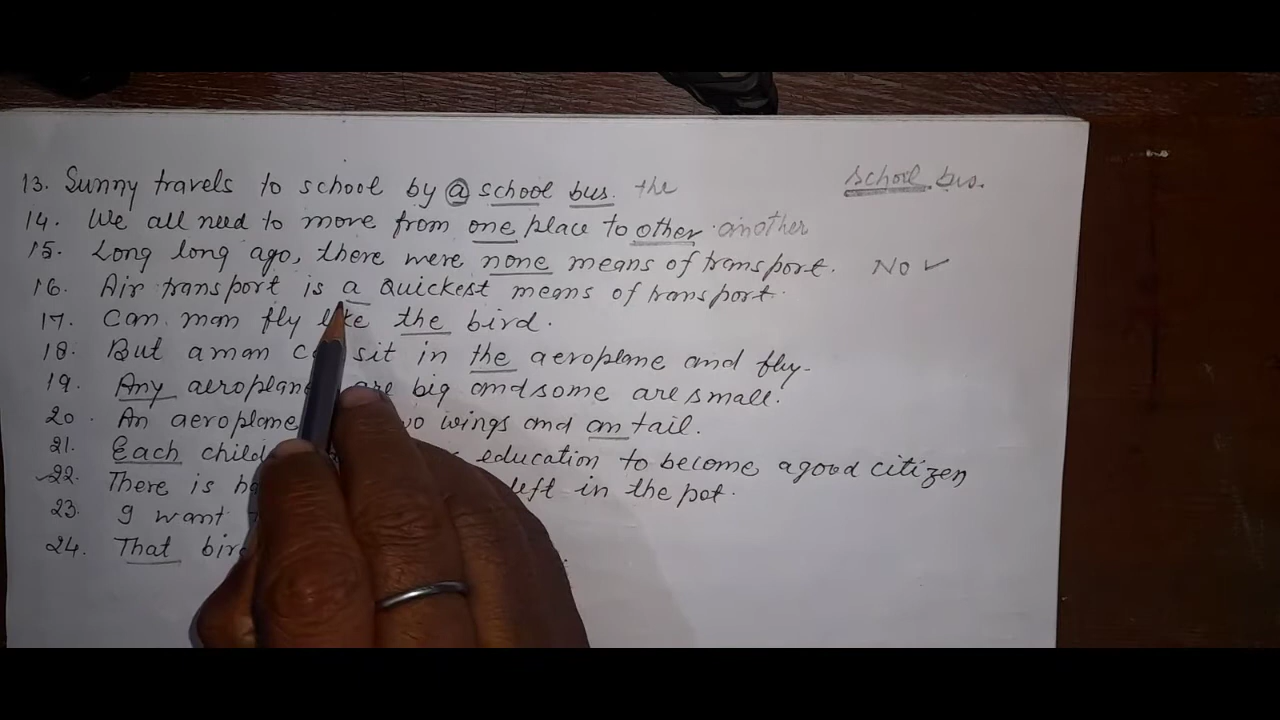 13. Sunny travels to school by a school bus. the school bus.
14. We all need to move from one place to other. another
15. Long long ago, there were none means of transport. No ✓
16. Air transport is a quickest means of transport.
17. Can man fly like the bird.
18. But a man sit in the aeroplane and fly.
19. Any aeroplane are big and some are small.
20. An aeroplane wings and an tail.
21. Each education to become a good citizen
22. There is left in the pot.
23. I want
24. That